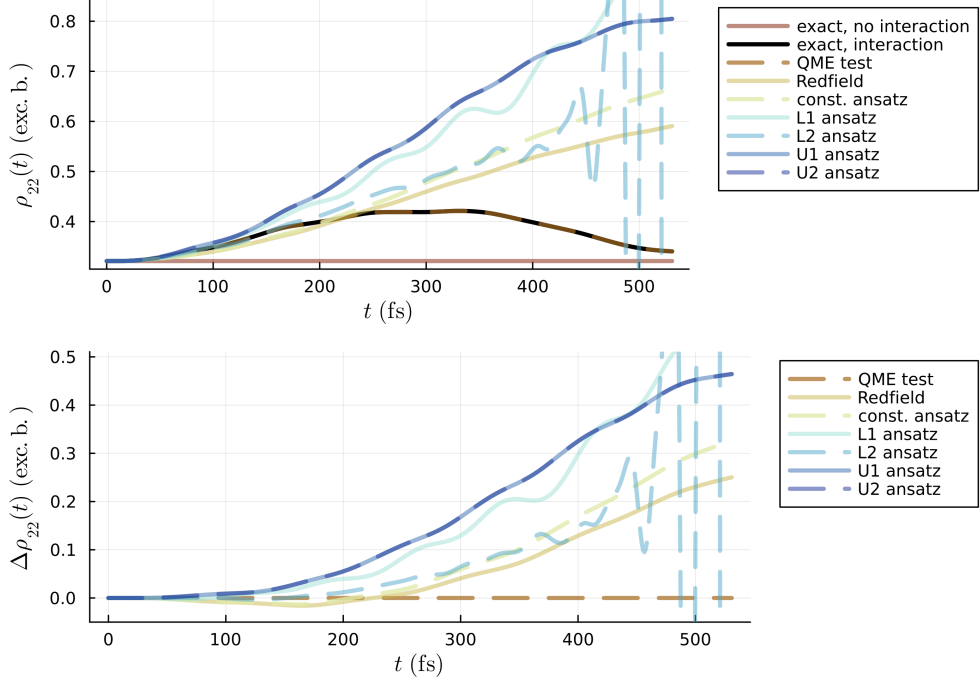 0.8
0.7
0.6
0.5
0.4
ρ₂₂(t) (exc. b. )
0 100 200 300 400 500
t (fs)
exact, no interaction
exact, interaction
QME test
Redfield
const. ansatz
L1 ansatz
L2 ansatz
U1 ansatz
U2 ansatz
0.5
0.4
0.3
0.2
0.1
0.0
Δρ₂₂(t) (exc. b. )
0 100 200 300 400 500
t (fs)
QME test
Redfield
const. ansatz
L1 ansatz
L2 ansatz
U1 ansatz
U2 ansatz